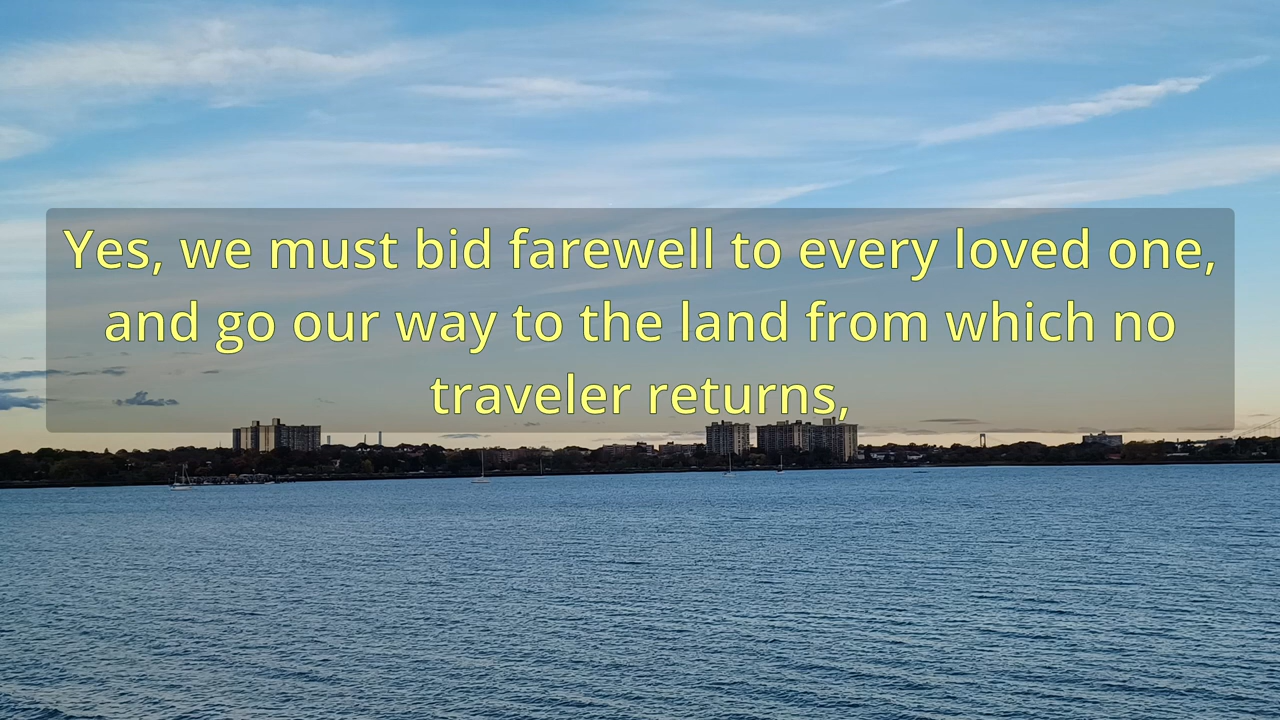 Yes, we must bid farewell to every loved one,
and go our way to the land from which no
traveler returns,